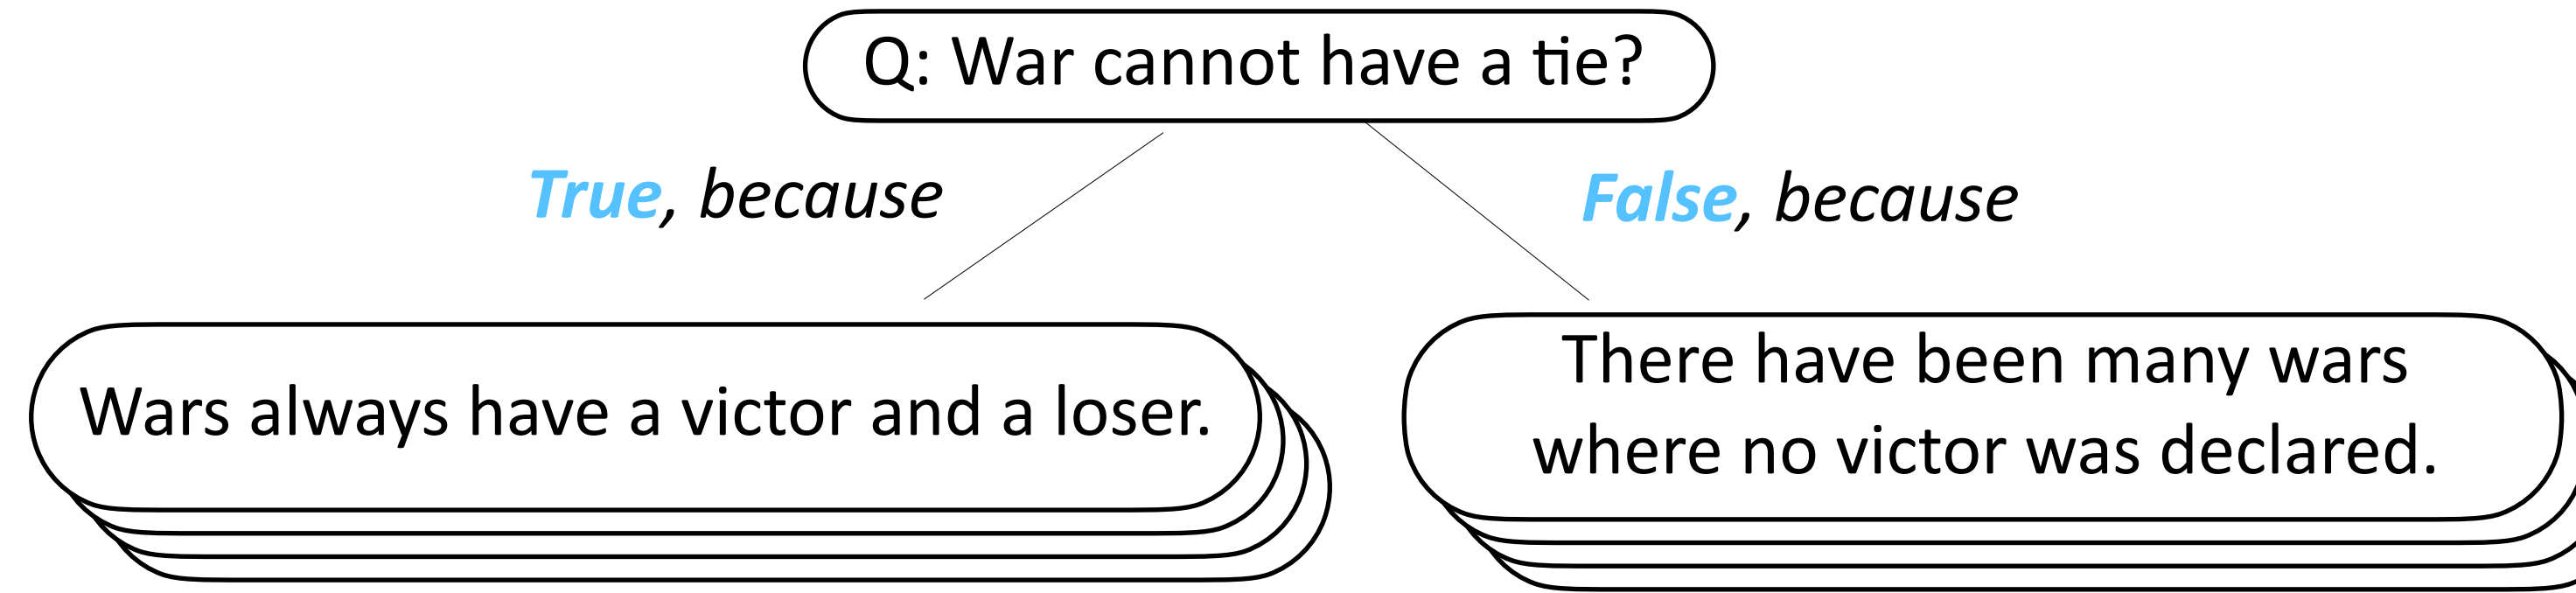 Q: War cannot have a tie?
True, because
False, because
Wars always have a victor and a loser.
There have been many wars
where no victor was declared.